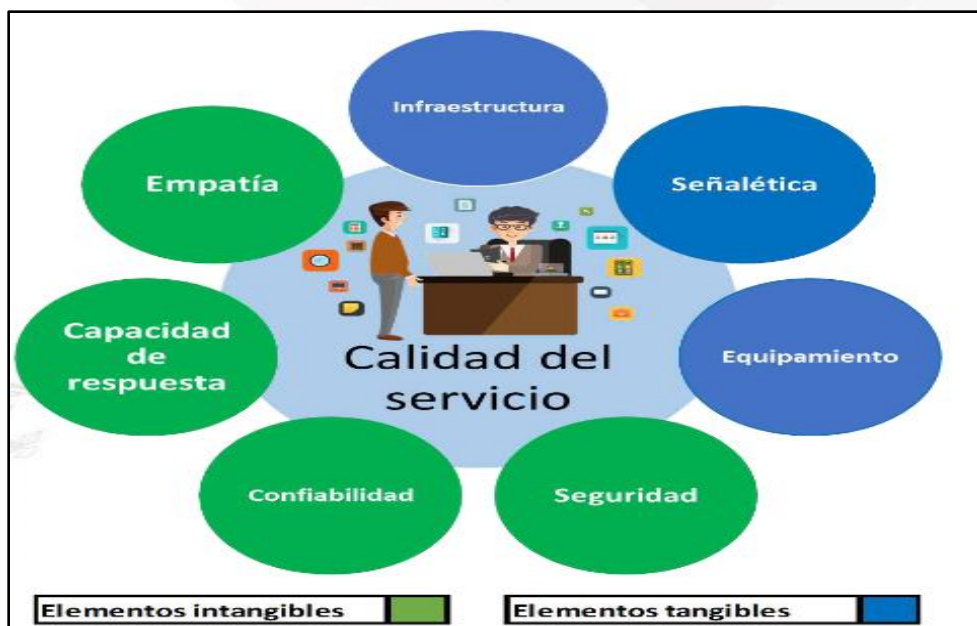 Infraestructura
Empatía
Señalética
Capacidad
de
respuesta
Equipamiento
Calidad del
servicio
Confiabilidad
Seguridad
Elementos intangibles
Elementos tangibles